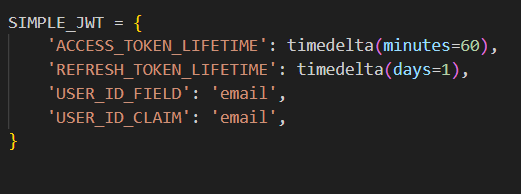 SIMPLE_JWT = {
    'ACCESS_TOKEN_LIFETIME': timedelta(minutes=60),
    'REFRESH_TOKEN_LIFETIME': timedelta(days=1),
    'USER_ID_FIELD': 'email',
    'USER_ID_CLAIM': 'email',
}